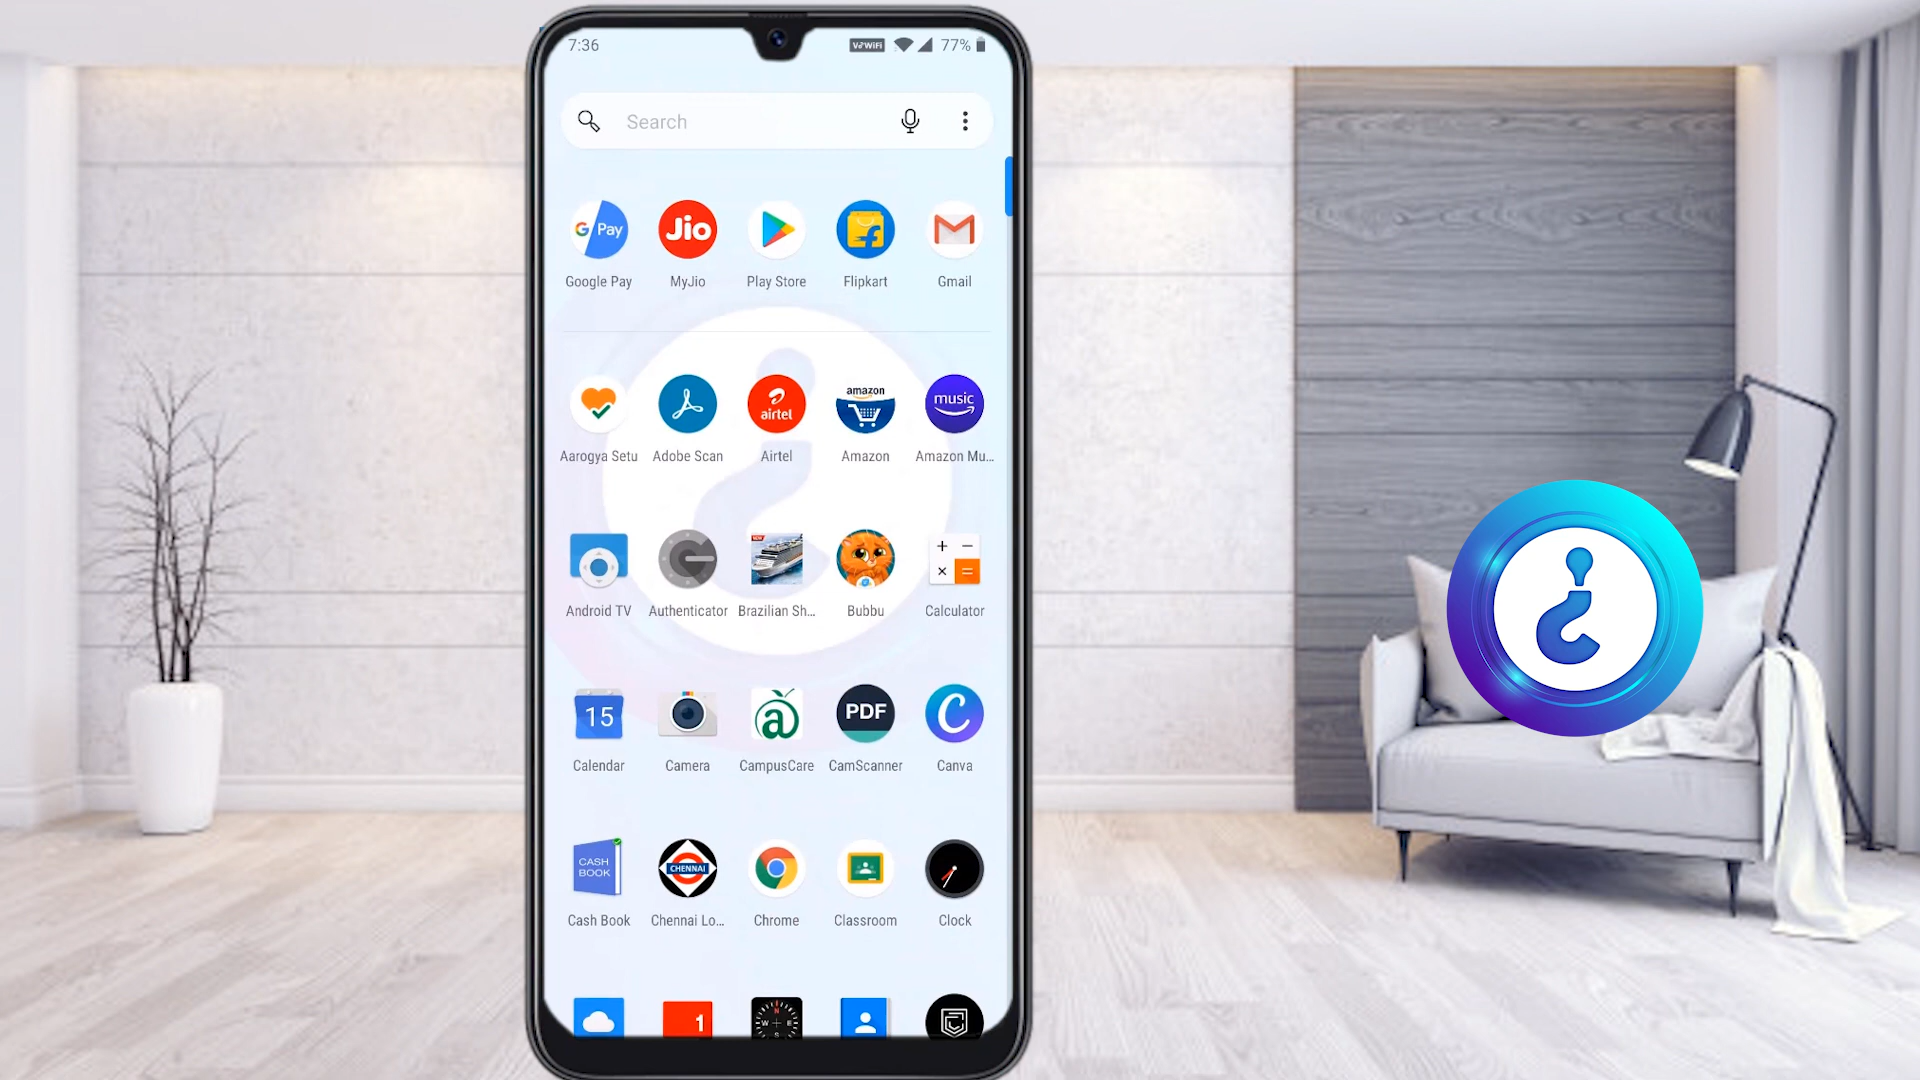 7:36 VoWiFi 77%
Search
G Pay Jio
Google Pay MyJio Play Store Flipkart Gmail
airtel amazon music
Aarogya Setu Adobe Scan Airtel Amazon Amazon Mu...
NEW
Android TV Authenticator Brazilian Sh... Bubbu Calculator
15 a PDF C
Calendar Camera CampusCare CamScanner Canva
CASH BOOK CHENNAI
Cash Book Chennai Lo... Chrome Classroom Clock
1 N W E S